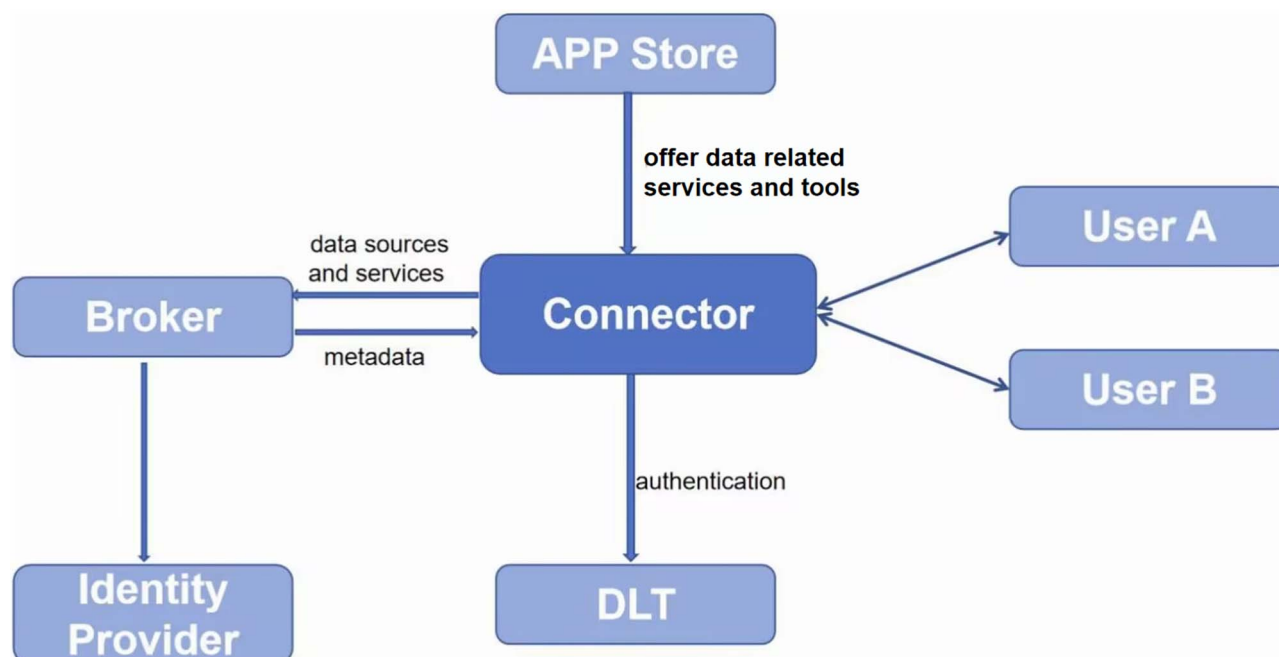 APP Store
offer data related
services and tools
User A
data sources
and services
Broker
Connector
metadata
User B
authentication
Identity
Provider
DLT